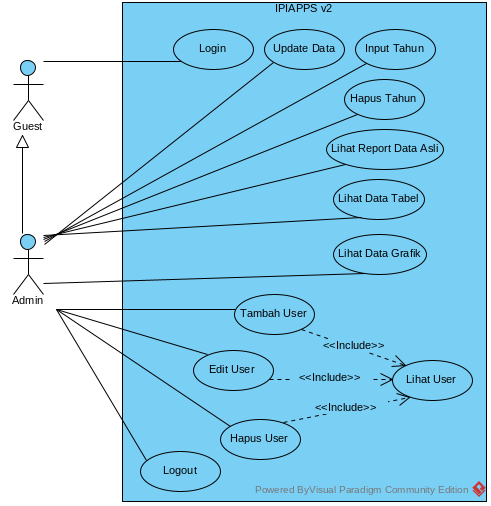 IPIAPPS v2
Login
Update Data
Input Tahun
Guest
Hapus Tahun
Lihat Report Data Asli
Lihat Data Tabel
Admin
Lihat Data Grafik
Tambah User
<<Include>>
Edit User
<<Include>>
Lihat User
<<Include>>
Hapus User
Logout
Powered ByVisual Paradigm Community Edition